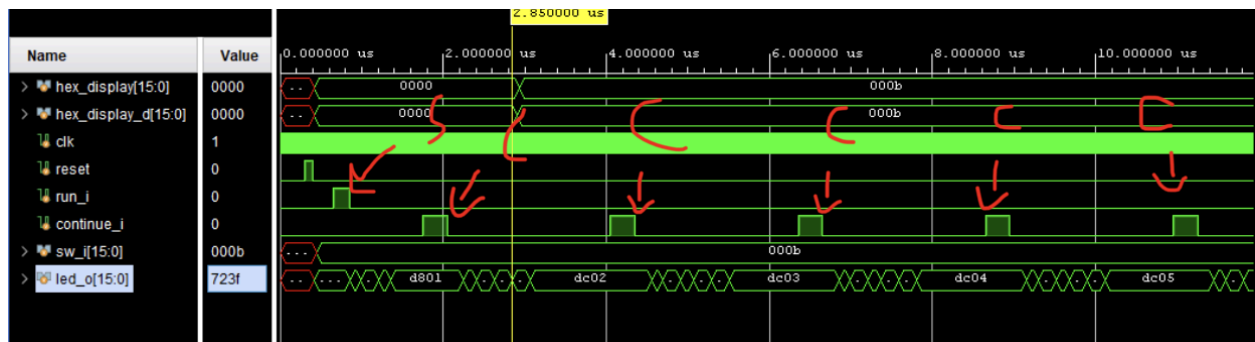 2.850000 us
Name Value 0.000000 us 2.000000 us 4.000000 us 6.000000 us 8.000000 us 10.000000 us
hex_display[15:0] 0000 .. 0000 000b
hex_display_d[15:0] 0000 .. 0000 000b
S C C C C C
clk 1
reset 0
run_i 0
continue_i 0
sw_i[15:0] 000b ... 000b
led_o[15:0] 723f .. ... d801 dc02 dc03 dc04 dc05